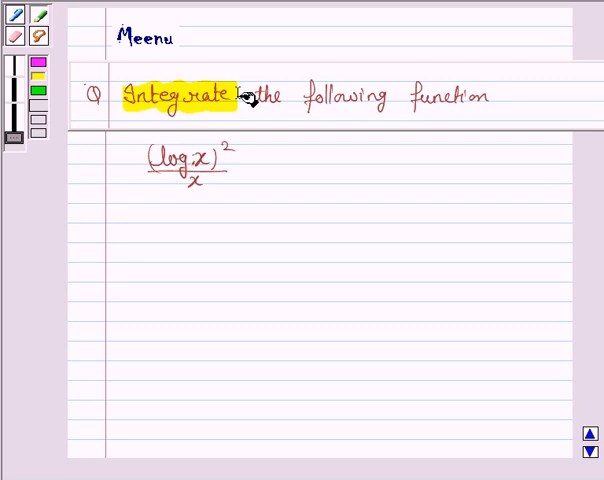 Meenu
Q Integrate the following function
(log x)²
x